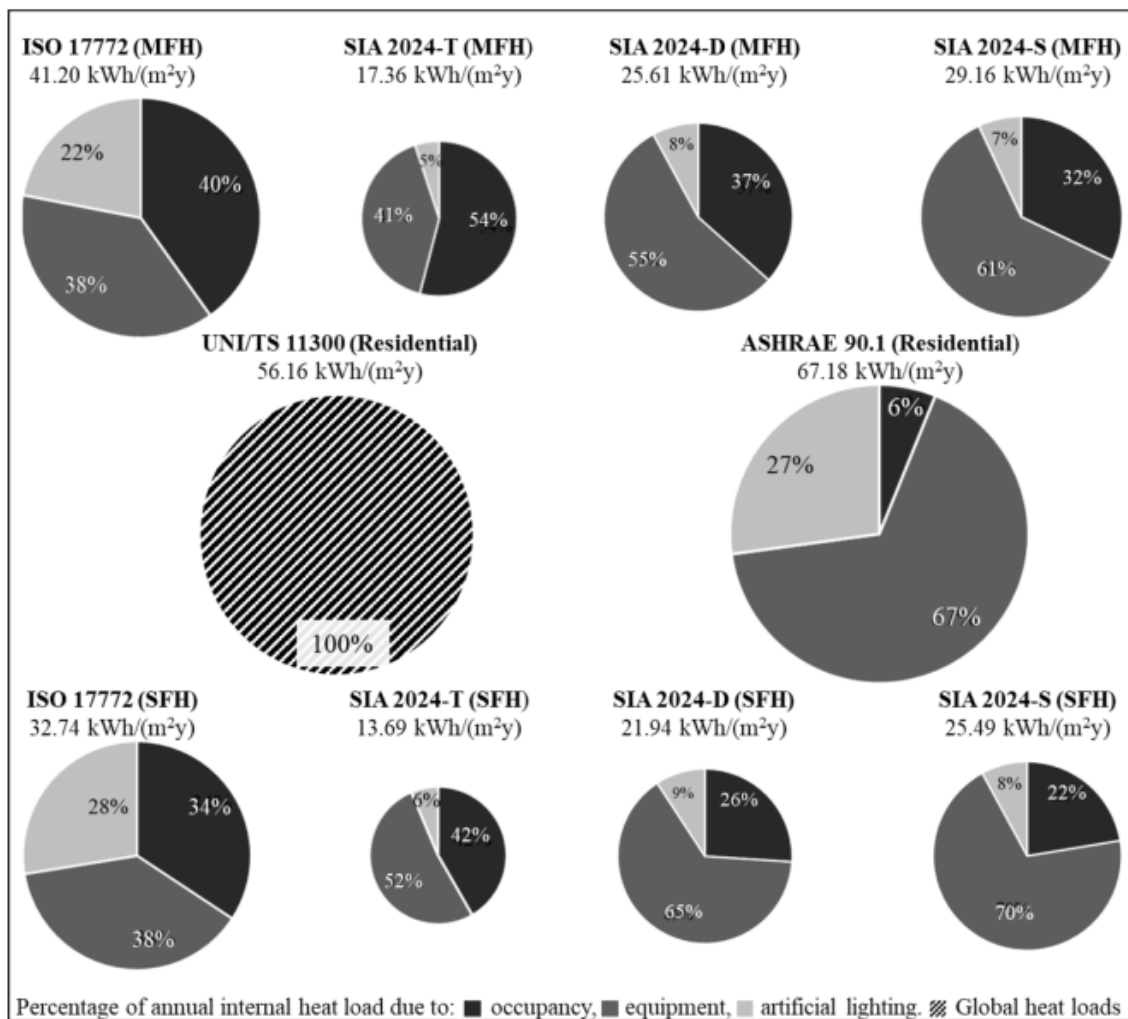 ISO 17772 (MFH)
41.20 kWh/(m²y)
22%
40%
38%
SIA 2024-T (MFH)
17.36 kWh/(m²y)
5%
41%
54%
SIA 2024-D (MFH)
25.61 kWh/(m²y)
8%
37%
55%
SIA 2024-S (MFH)
29.16 kWh/(m²y)
7%
32%
61%
UNI/TS 11300 (Residential)
56.16 kWh/(m²y)
100%
ASHRAE 90.1 (Residential)
67.18 kWh/(m²y)
6%
27%
67%
ISO 17772 (SFH)
32.74 kWh/(m²y)
28%
34%
38%
SIA 2024-T (SFH)
13.69 kWh/(m²y)
6%
42%
52%
SIA 2024-D (SFH)
21.94 kWh/(m²y)
9%
26%
65%
SIA 2024-S (SFH)
25.49 kWh/(m²y)
8%
22%
70%
Percentage of annual internal heat load due to: occupancy, equipment, artificial lighting. Global heat loads